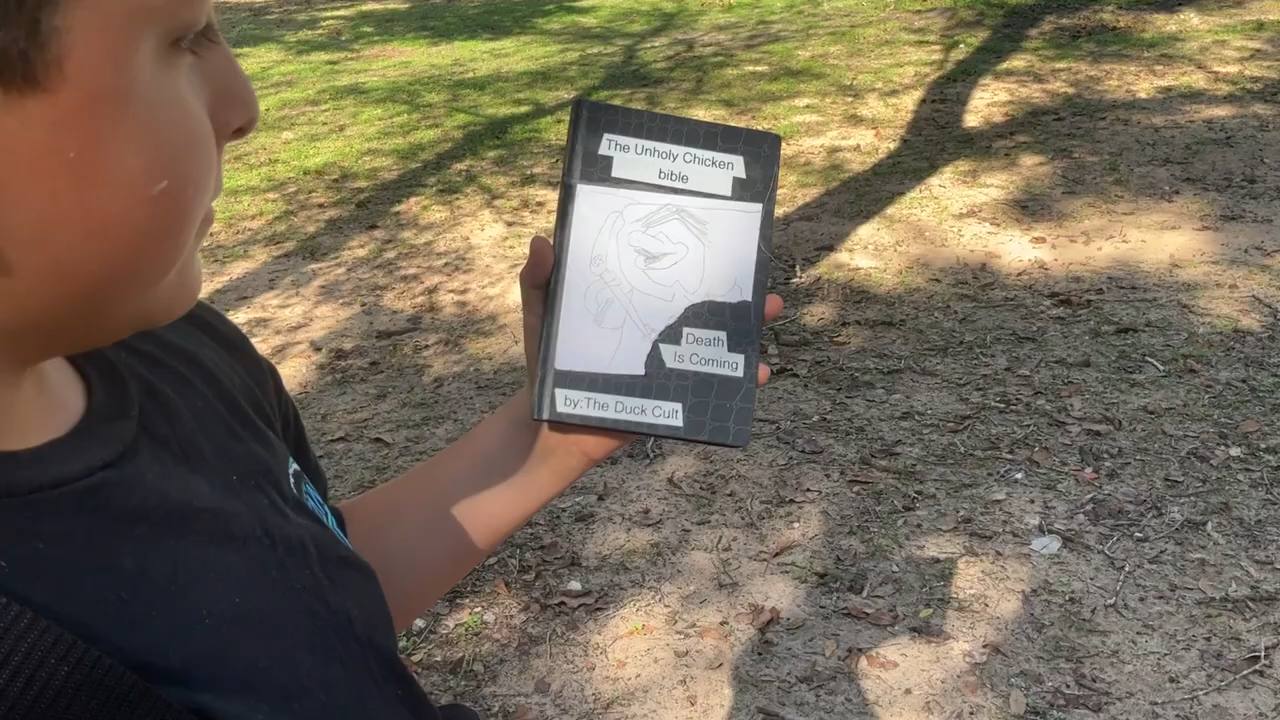 The Unholy Chicken
bible
Death
Is Coming
by:The Duck Cult